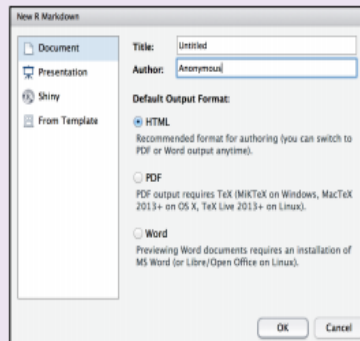 New R Markdown
Document
Presentation
Shiny
From Template
Title: Untitled
Author: Anonymous
Default Output Format:
HTML
Recommended format for authoring (you can switch to
PDF or Word output anytime).
PDF
PDF output requires TeX (MiKTeX on Windows, MacTeX
2013+ on OS X, TeX Live 2013+ on Linux).
Word
Previewing Word documents requires an installation of
MS Word (or Libre/Open Office on Linux).
OK Cancel